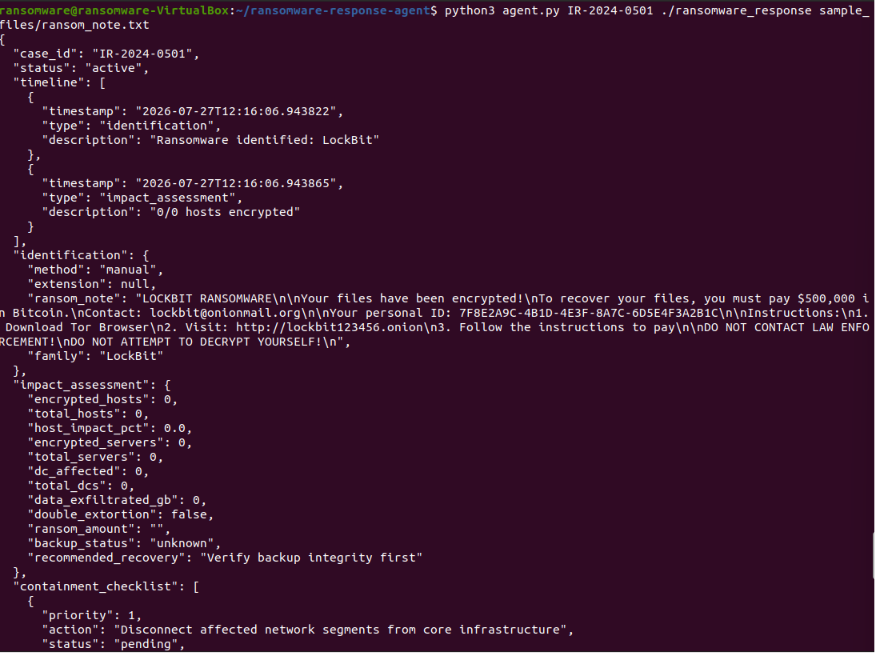 ransomware@ransomware-VirtualBox:~/ransomware-response-agent$ python3 agent.py IR-2024-0501 ./ransomware_response sample_
files/ransom_note.txt
{
  "case_id": "IR-2024-0501",
  "status": "active",
  "timeline": [
    {
      "timestamp": "2026-07-27T12:16:06.943822",
      "type": "identification",
      "description": "Ransomware identified: LockBit"
    },
    {
      "timestamp": "2026-07-27T12:16:06.943865",
      "type": "impact_assessment",
      "description": "0/0 hosts encrypted"
    }
  ],
  "identification": {
    "method": "manual",
    "extension": null,
    "ransom_note": "LOCKBIT RANSOMWARE\n\nYour files have been encrypted!\nTo recover your files, you must pay $500,000 i
n Bitcoin.\nContact: lockbit@onionmail.org\n\nYour personal ID: 7F8E2A9C-4B1D-4E3F-8A7C-6D5E4F3A2B1C\n\nInstructions:\n1.
 Download Tor Browser\n2. Visit: http://lockbit123456.onion\n3. Follow the instructions to pay\n\nDO NOT CONTACT LAW ENFO
RCEMENT!\nDO NOT ATTEMPT TO DECRYPT YOURSELF!\n",
    "family": "LockBit"
  },
  "impact_assessment": {
    "encrypted_hosts": 0,
    "total_hosts": 0,
    "host_impact_pct": 0.0,
    "encrypted_servers": 0,
    "total_servers": 0,
    "dc_affected": 0,
    "total_dcs": 0,
    "data_exfiltrated_gb": 0,
    "double_extortion": false,
    "ransom_amount": "",
    "backup_status": "unknown",
    "recommended_recovery": "Verify backup integrity first"
  },
  "containment_checklist": [
    {
      "priority": 1,
      "action": "Disconnect affected network segments from core infrastructure",
      "status": "pending",